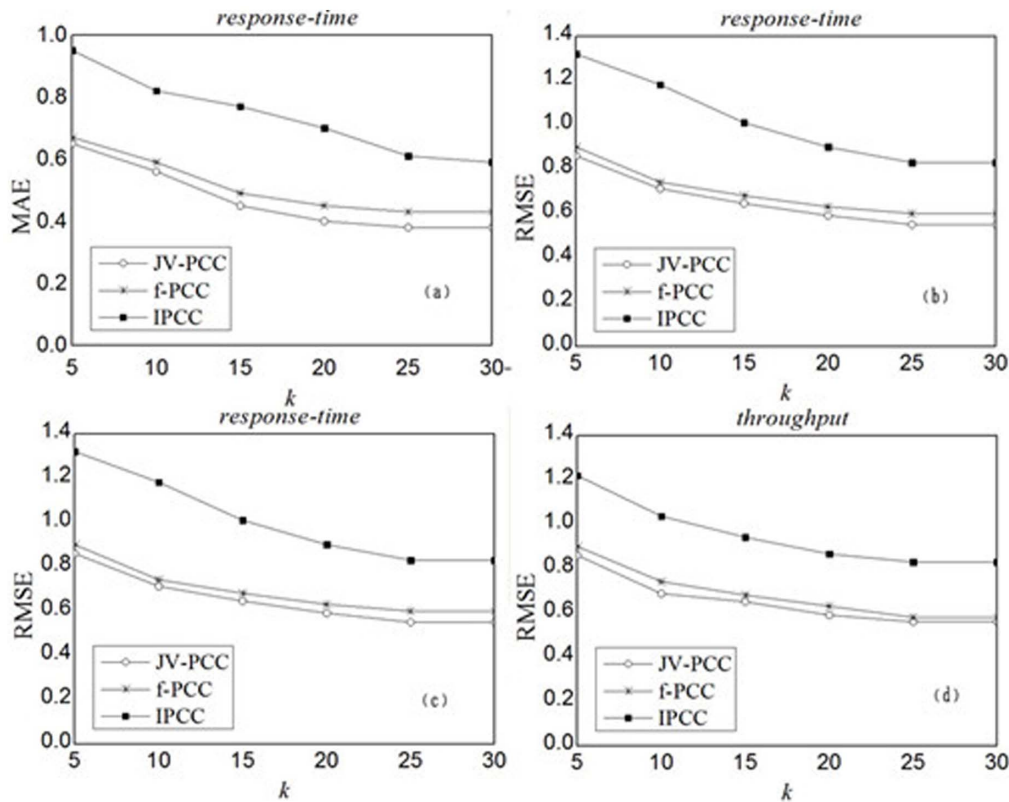 response-time
1.0
0.8
0.6
0.4
0.2
0.0
MAE
JV-PCC
f-PCC
IPCC
(a)
5 10 15 20 25 30-
k
response-time
1.4
1.2
1.0
0.8
0.6
0.4
0.2
0.0
RMSE
JV-PCC
f-PCC
IPCC
(b)
5 10 15 20 25 30
k
response-time
1.4
1.2
1.0
0.8
0.6
0.4
0.2
0.0
RMSE
JV-PCC
f-PCC
IPCC
(c)
5 10 15 20 25 30
k
throughput
1.4
1.2
1.0
0.8
0.6
0.4
0.2
0.0
RMSE
JV-PCC
f-PCC
IPCC
(d)
5 10 15 20 25 30
k